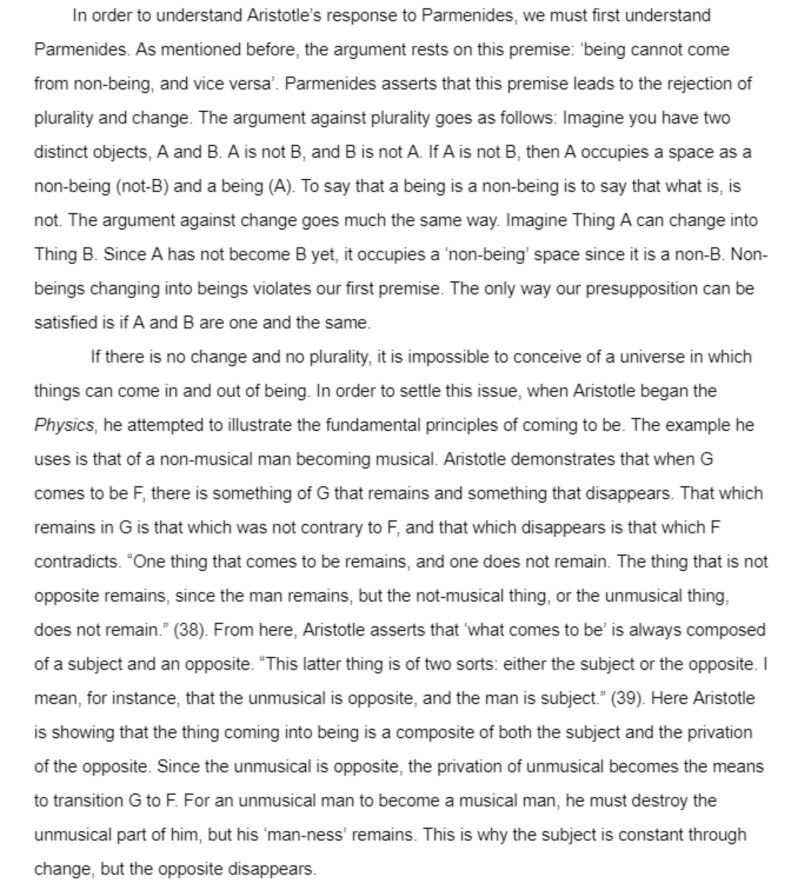 In order to understand Aristotle's response to Parmenides, we must first understand
Parmenides. As mentioned before, the argument rests on this premise: 'being cannot come
from non-being, and vice versa'. Parmenides asserts that this premise leads to the rejection of
plurality and change. The argument against plurality goes as follows: Imagine you have two
distinct objects, A and B. A is not B, and B is not A. If A is not B, then A occupies a space as a
non-being (not-B) and a being (A). To say that a being is a non-being is to say that what is, is
not. The argument against change goes much the same way. Imagine Thing A can change into
Thing B. Since A has not become B yet, it occupies a 'non-being' space since it is a non-B. Non-
beings changing into beings violates our first premise. The only way our presupposition can be
satisfied is if A and B are one and the same.
If there is no change and no plurality, it is impossible to conceive of a universe in which
things can come in and out of being. In order to settle this issue, when Aristotle began the
Physics, he attempted to illustrate the fundamental principles of coming to be. The example he
uses is that of a non-musical man becoming musical. Aristotle demonstrates that when G
comes to be F, there is something of G that remains and something that disappears. That which
remains in G is that which was not contrary to F, and that which disappears is that which F
contradicts. “One thing that comes to be remains, and one does not remain. The thing that is not
opposite remains, since the man remains, but the not-musical thing, or the unmusical thing,
does not remain.” (38). From here, Aristotle asserts that 'what comes to be' is always composed
of a subject and an opposite. “This latter thing is of two sorts: either the subject or the opposite. I
mean, for instance, that the unmusical is opposite, and the man is subject.” (39). Here Aristotle
is showing that the thing coming into being is a composite of both the subject and the privation
of the opposite. Since the unmusical is opposite, the privation of unmusical becomes the means
to transition G to F. For an unmusical man to become a musical man, he must destroy the
unmusical part of him, but his 'man-ness' remains. This is why the subject is constant through
change, but the opposite disappears.